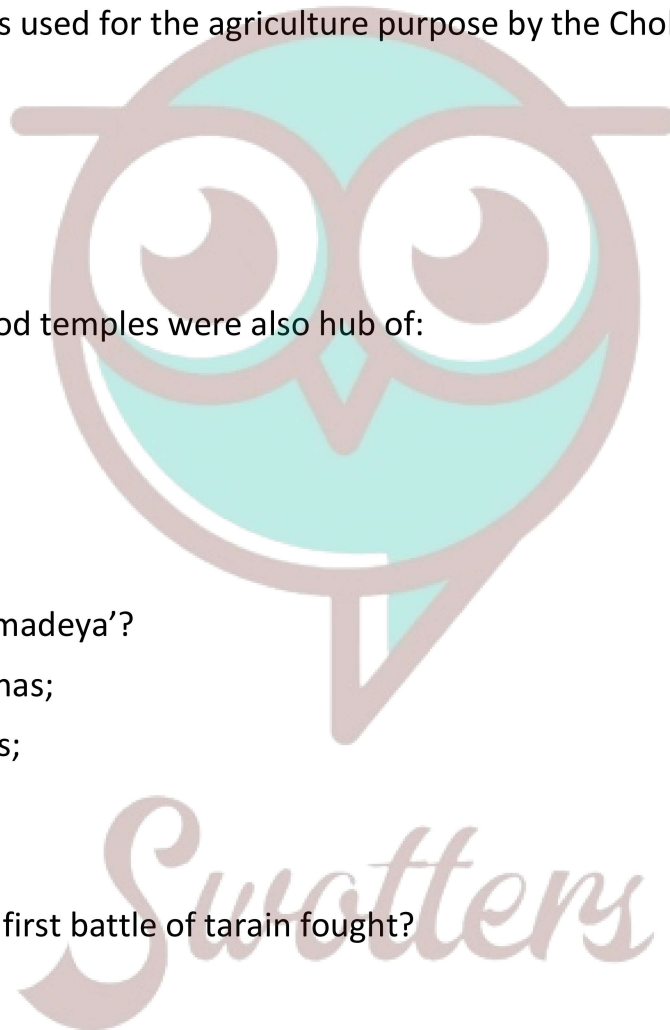 s used for the agriculture purpose by the Chol
od temples were also hub of:
madeya’?
nas;
s;
Swotters
first battle of tarain fought?